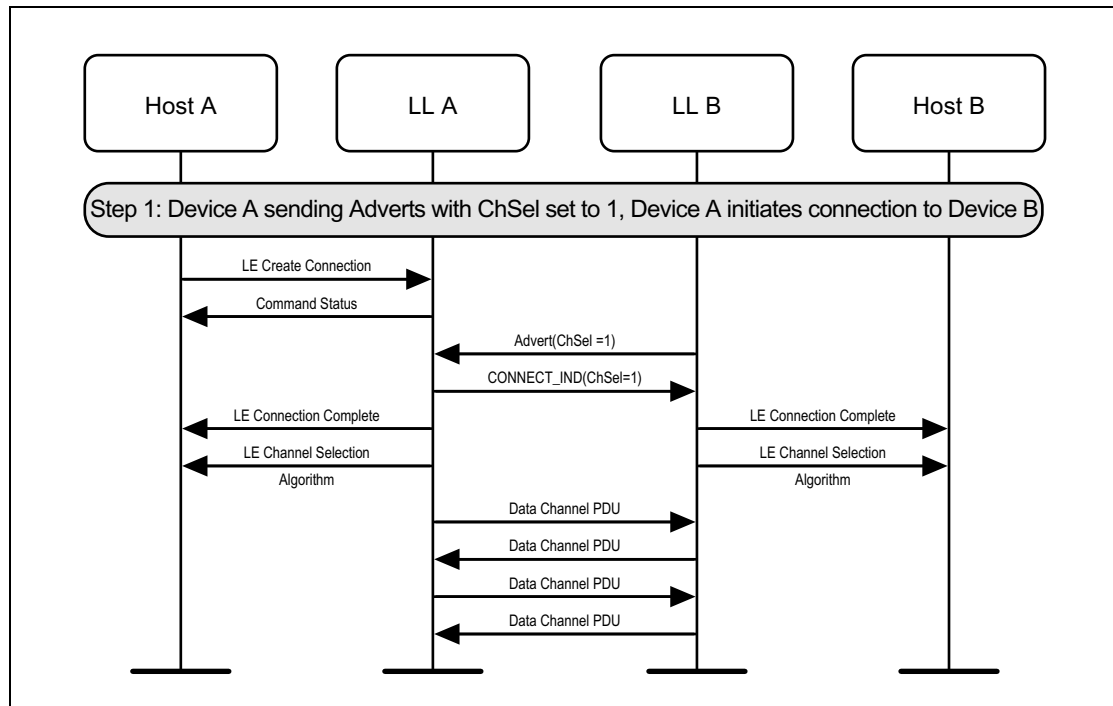 Host A
LL A
LL B
Host B
Step 1: Device A sending Adverts with ChSel set to 1, Device A initiates connection to Device B
LE Create Connection
Command Status
Advert(ChSel =1)
CONNECT_IND(ChSel=1)
LE Connection Complete
LE Connection Complete
LE Channel Selection
Algorithm
LE Channel Selection
Algorithm
Data Channel PDU
Data Channel PDU
Data Channel PDU
Data Channel PDU